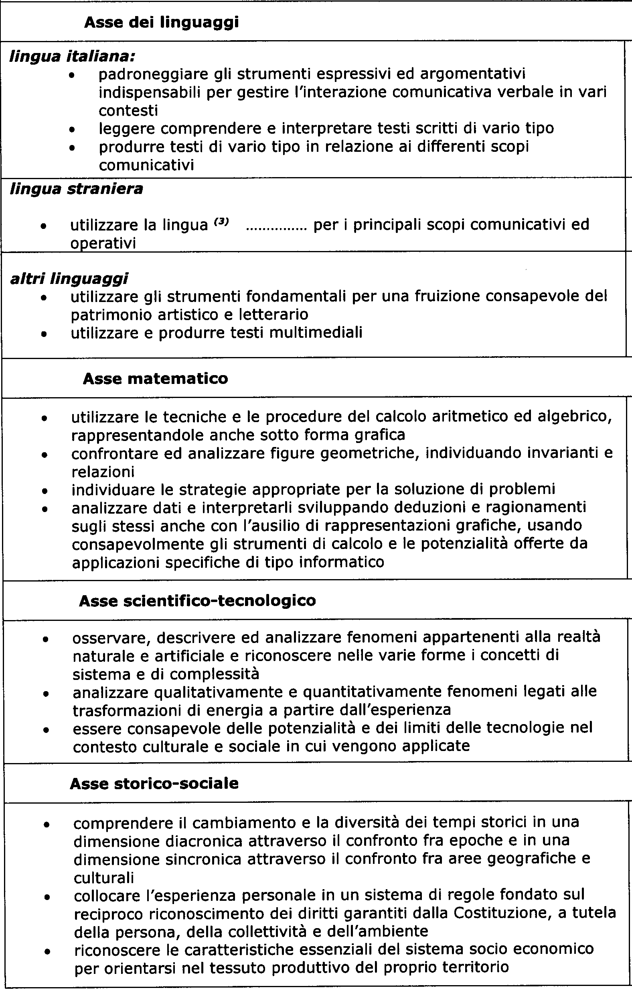 Asse dei linguaggi
lingua italiana:
• padroneggiare gli strumenti espressivi ed argomentativi
indispensabili per gestire l'interazione comunicativa verbale in vari
contesti
• leggere comprendere e interpretare testi scritti di vario tipo
• produrre testi di vario tipo in relazione ai differenti scopi
comunicativi
lingua straniera
• utilizzare la lingua (3) ............... per i principali scopi comunicativi ed
operativi
altri linguaggi
• utilizzare gli strumenti fondamentali per una fruizione consapevole del
patrimonio artistico e letterario
• utilizzare e produrre testi multimediali
Asse matematico
• utilizzare le tecniche e le procedure del calcolo aritmetico ed algebrico,
rappresentandole anche sotto forma grafica
• confrontare ed analizzare figure geometriche, individuando invarianti e
relazioni
• individuare le strategie appropriate per la soluzione di problemi
• analizzare dati e interpretarli sviluppando deduzioni e ragionamenti
sugli stessi anche con l'ausilio di rappresentazioni grafiche, usando
consapevolmente gli strumenti di calcolo e le potenzialità offerte da
applicazioni specifiche di tipo informatico
Asse scientifico-tecnologico
• osservare, descrivere ed analizzare fenomeni appartenenti alla realtà
naturale e artificiale e riconoscere nelle varie forme i concetti di
sistema e di complessità
• analizzare qualitativamente e quantitativamente fenomeni legati alle
trasformazioni di energia a partire dall'esperienza
• essere consapevole delle potenzialità e dei limiti delle tecnologie nel
contesto culturale e sociale in cui vengono applicate
Asse storico-sociale
• comprendere il cambiamento e la diversità dei tempi storici in una
dimensione diacronica attraverso il confronto fra epoche e in una
dimensione sincronica attraverso il confronto fra aree geografiche e
culturali
• collocare l'esperienza personale in un sistema di regole fondato sul
reciproco riconoscimento dei diritti garantiti dalla Costituzione, a tutela
della persona, della collettività e dell'ambiente
• riconoscere le caratteristiche essenziali del sistema socio economico
per orientarsi nel tessuto produttivo del proprio territorio